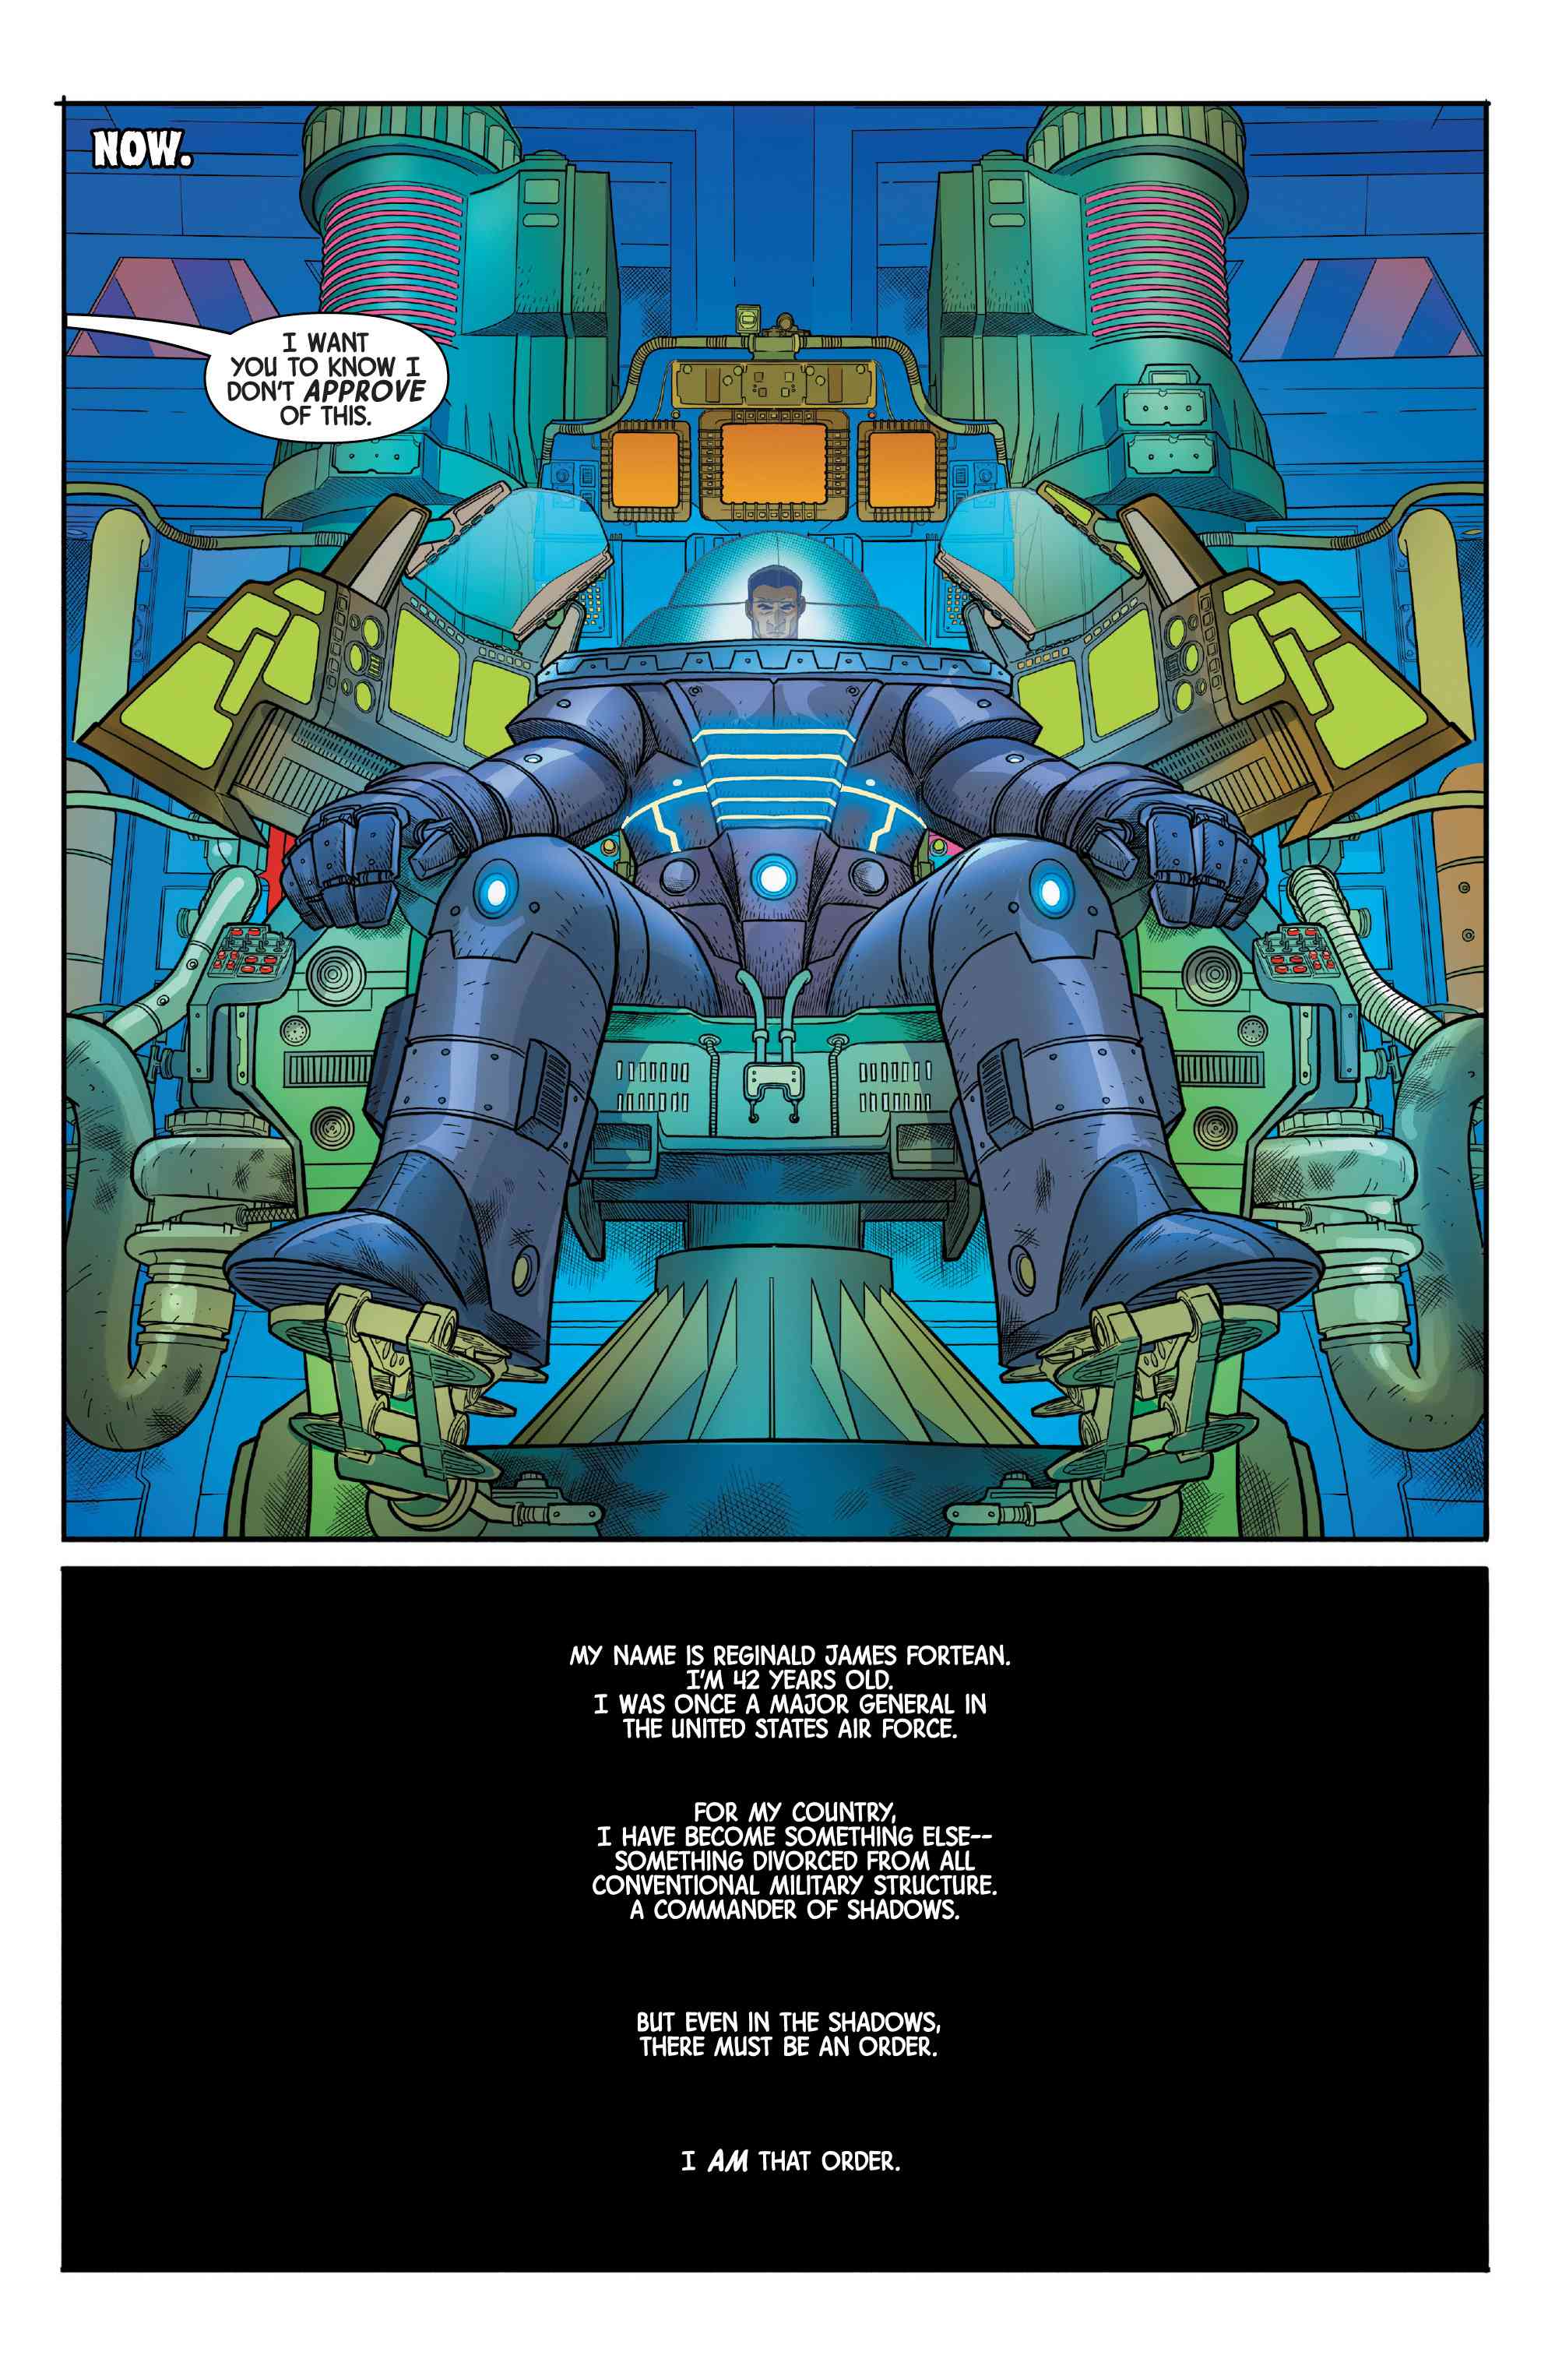 NOW.
I WANT
YOU TO KNOW I
DON'T APPROVE
OF THIS.
MY NAME IS REGINALD JAMES FORTEAN.
I'M 42 YEARS OLD.
I WAS ONCE A MAJOR GENERAL IN
THE UNITED STATES AIR FORCE.
FOR MY COUNTRY,
I HAVE BECOME SOMETHING ELSE--
SOMETHING DIVORCED FROM ALL
CONVENTIONAL MILITARY STRUCTURE.
A COMMANDER OF SHADOWS.
BUT EVEN IN THE SHADOWS,
THERE MUST BE AN ORDER.
I AM THAT ORDER.